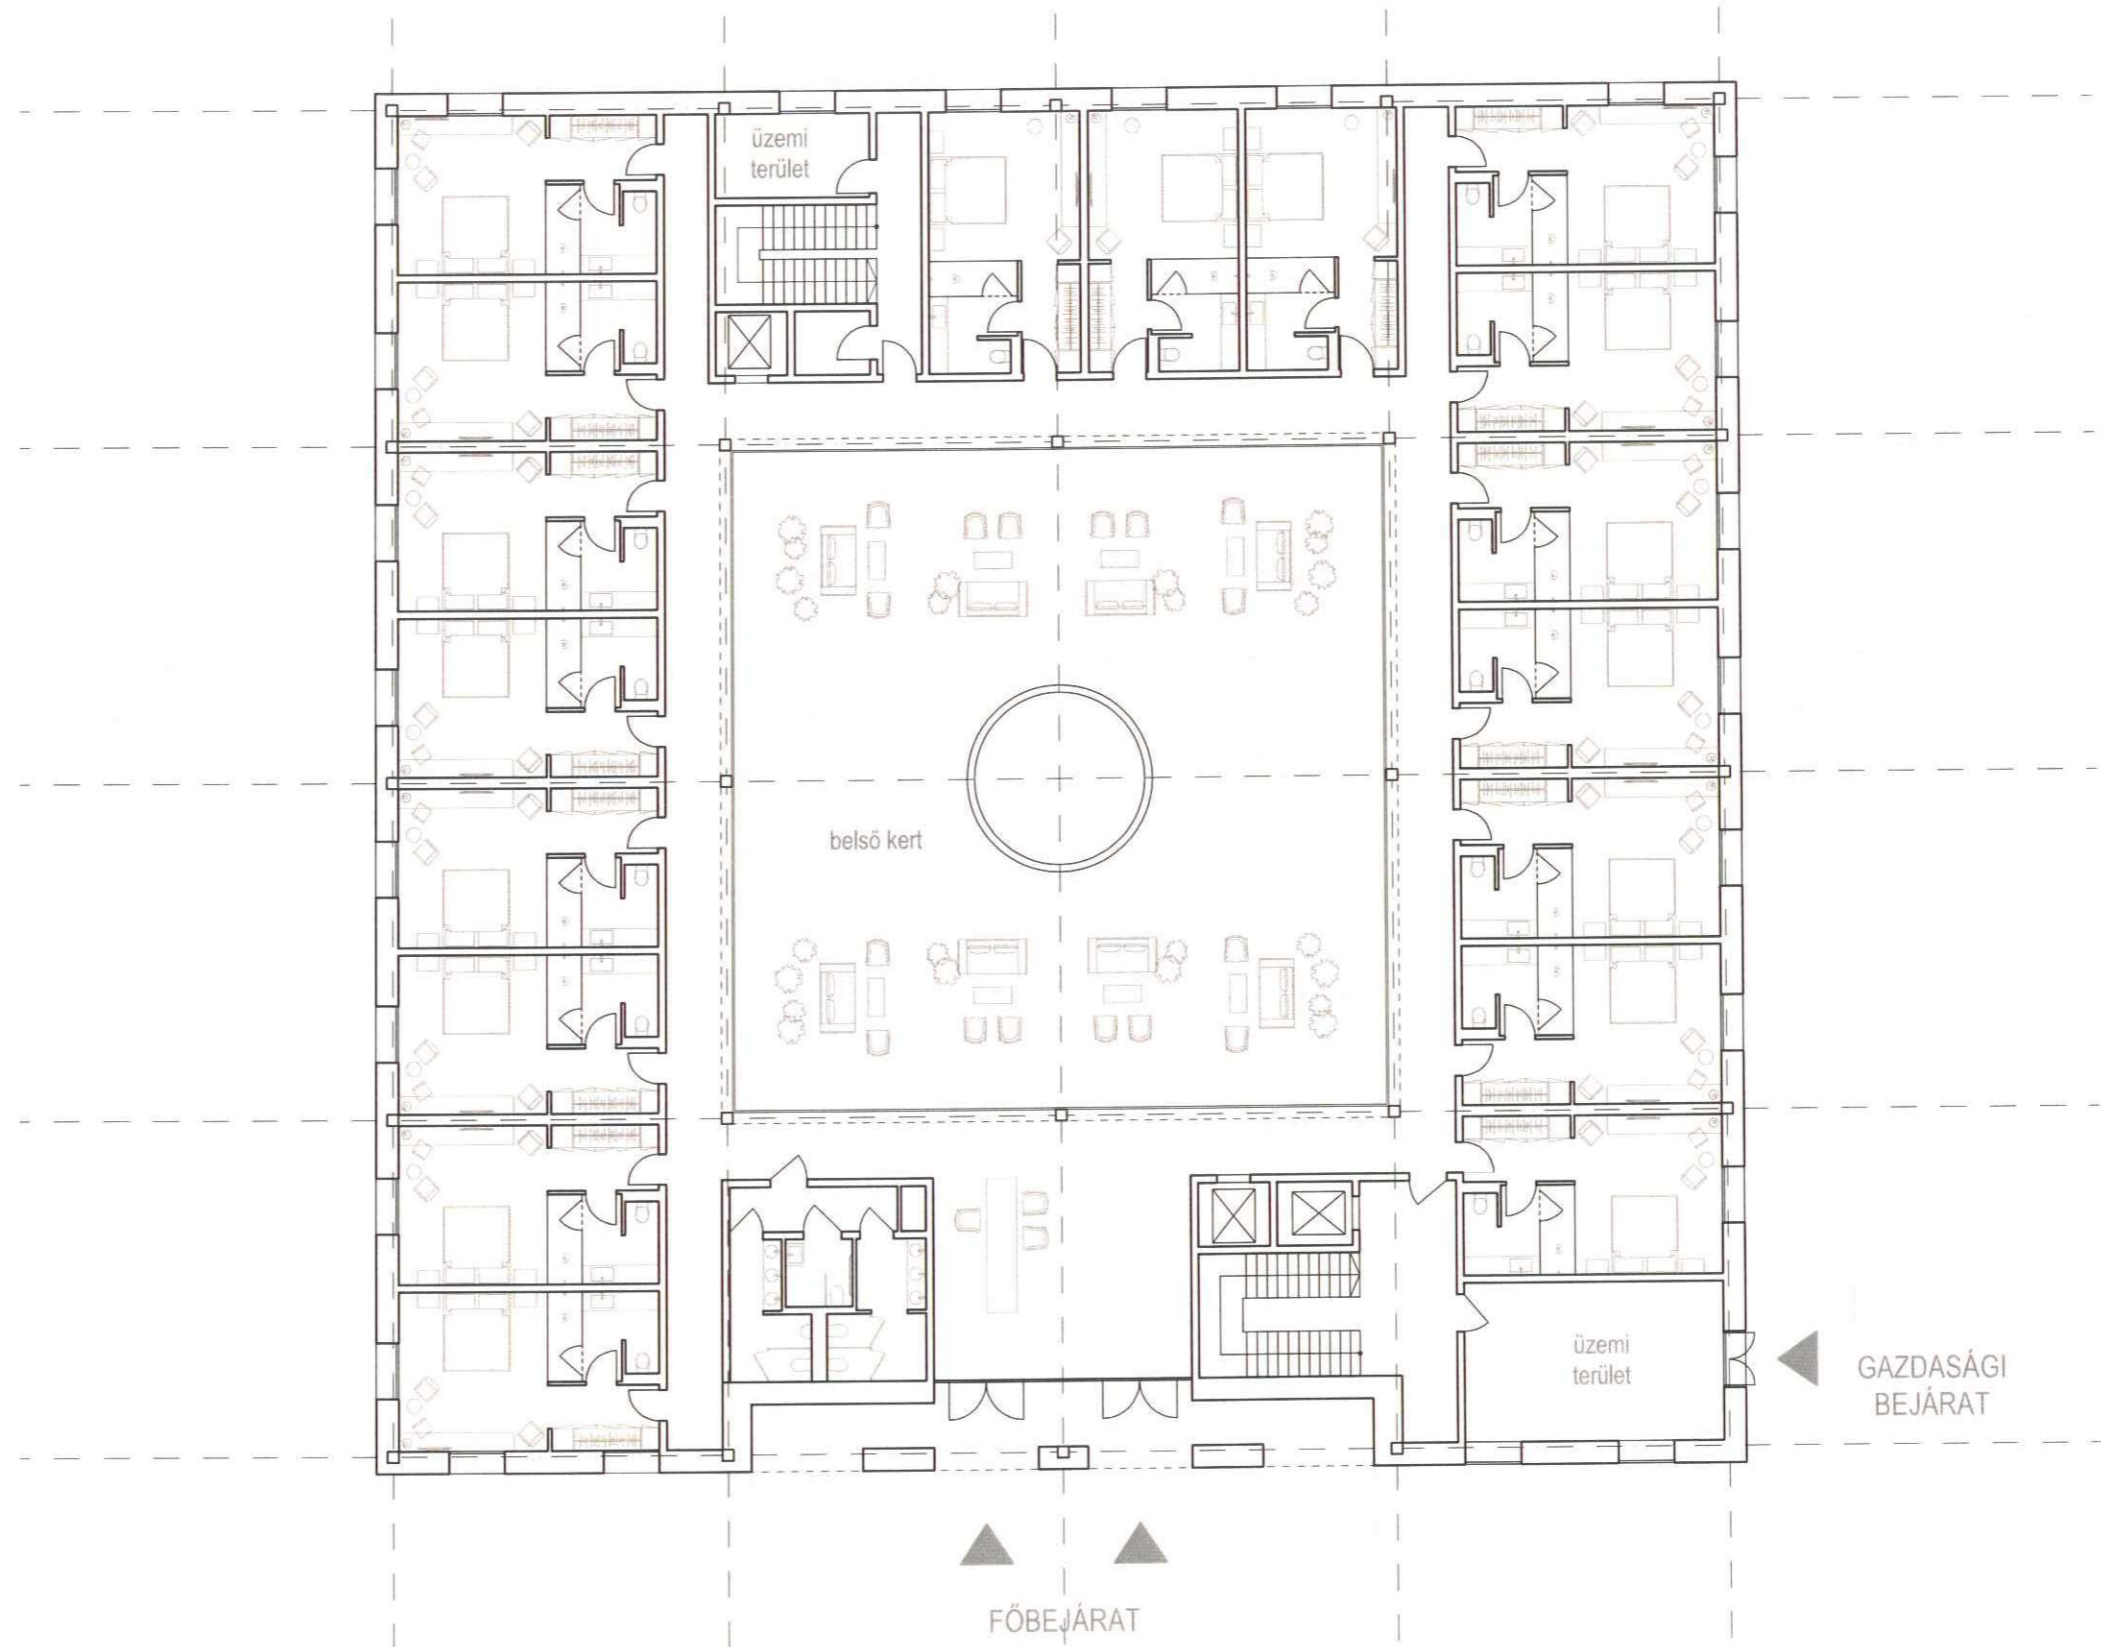 üzemi
terület
belső kert
üzemi
terület
GAZDASÁGI
BEJÁRAT
FŐBEJÁRAT